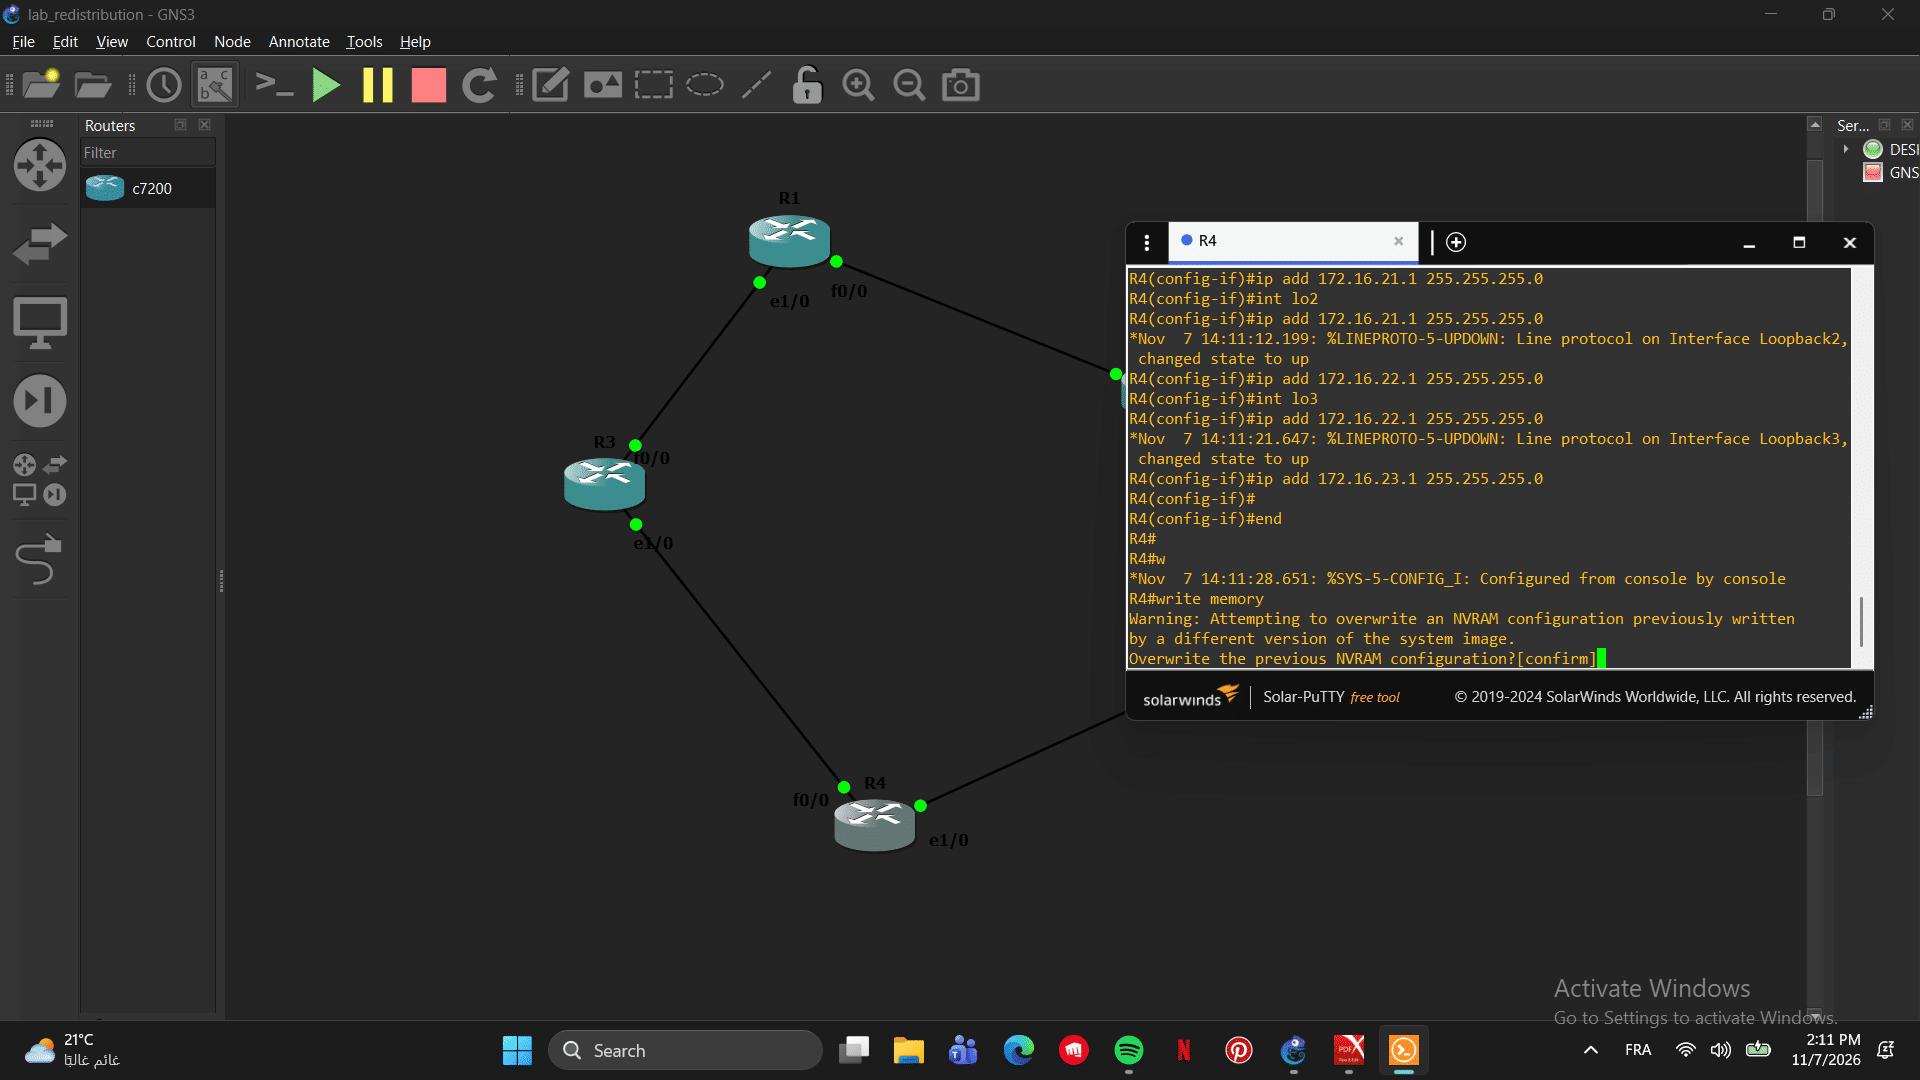 lab_redistribution - GNS3
File Edit View Control Node Annotate Tools Help
Routers
Filter
c7200
Ser...
DESI
GNS
R1
e1/0
f0/0
R3
f0/0
e1/0
R4
f0/0
e1/0
R4
R4(config-if)#ip add 172.16.21.1 255.255.255.0
R4(config-if)#int lo2
R4(config-if)#ip add 172.16.21.1 255.255.255.0
*Nov  7 14:11:12.199: %LINEPROTO-5-UPDOWN: Line protocol on Interface Loopback2,
changed state to up
R4(config-if)#ip add 172.16.22.1 255.255.255.0
R4(config-if)#int lo3
R4(config-if)#ip add 172.16.22.1 255.255.255.0
*Nov  7 14:11:21.647: %LINEPROTO-5-UPDOWN: Line protocol on Interface Loopback3,
changed state to up
R4(config-if)#ip add 172.16.23.1 255.255.255.0
R4(config-if)#
R4(config-if)#end
R4#
R4#w
*Nov  7 14:11:28.651: %SYS-5-CONFIG_I: Configured from console by console
R4#write memory
Warning: Attempting to overwrite an NVRAM configuration previously written
by a different version of the system image.
Overwrite the previous NVRAM configuration?[confirm]
solarwinds Solar-PuTTY free tool © 2019-2024 SolarWinds Worldwide, LLC. All rights reserved.
Activate Windows
Go to Settings to activate Windows.
21°C
غائم غالبًا
Search
FRA
2:11 PM
11/7/2026